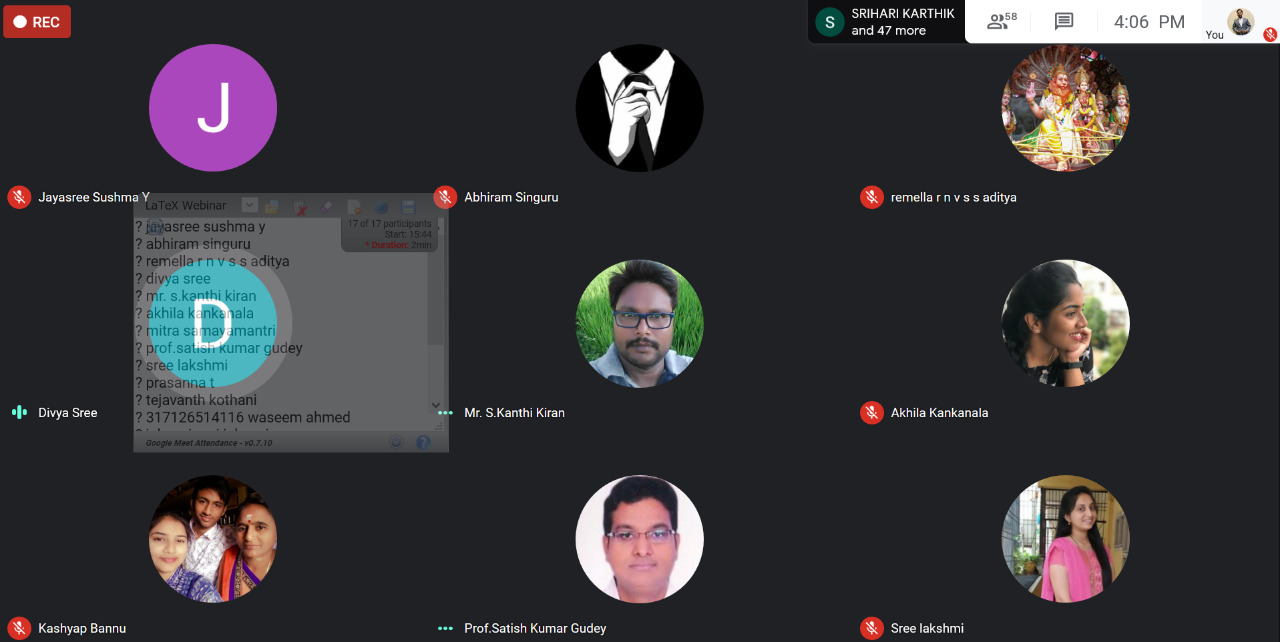 REC
S
SRIHARI KARTHIK
and 47 more
58
4:06 PM
You
J
Jayasree Sushma Y
Abhiram Singuru
remella r n v s s aditya
LaTeX Webinar
17 of 17 participants
Start: 15:44
* Duration: 2min
? jayasree sushma y
? abhiram singuru
? remella r n v s s aditya
? divya sree
? mr. s.kanthi kiran
? akhila kankanala
? mitra samavamantri
? prof.satish kumar gudey
? sree lakshmi
? prasanna t
? tejavanth kothani
? 317126514116 waseem ahmed
Google Meet Attendance - v0.7.10
?
D
Divya Sree
Mr. S.Kanthi Kiran
Akhila Kankanala
Kashyap Bannu
Prof.Satish Kumar Gudey
Sree lakshmi